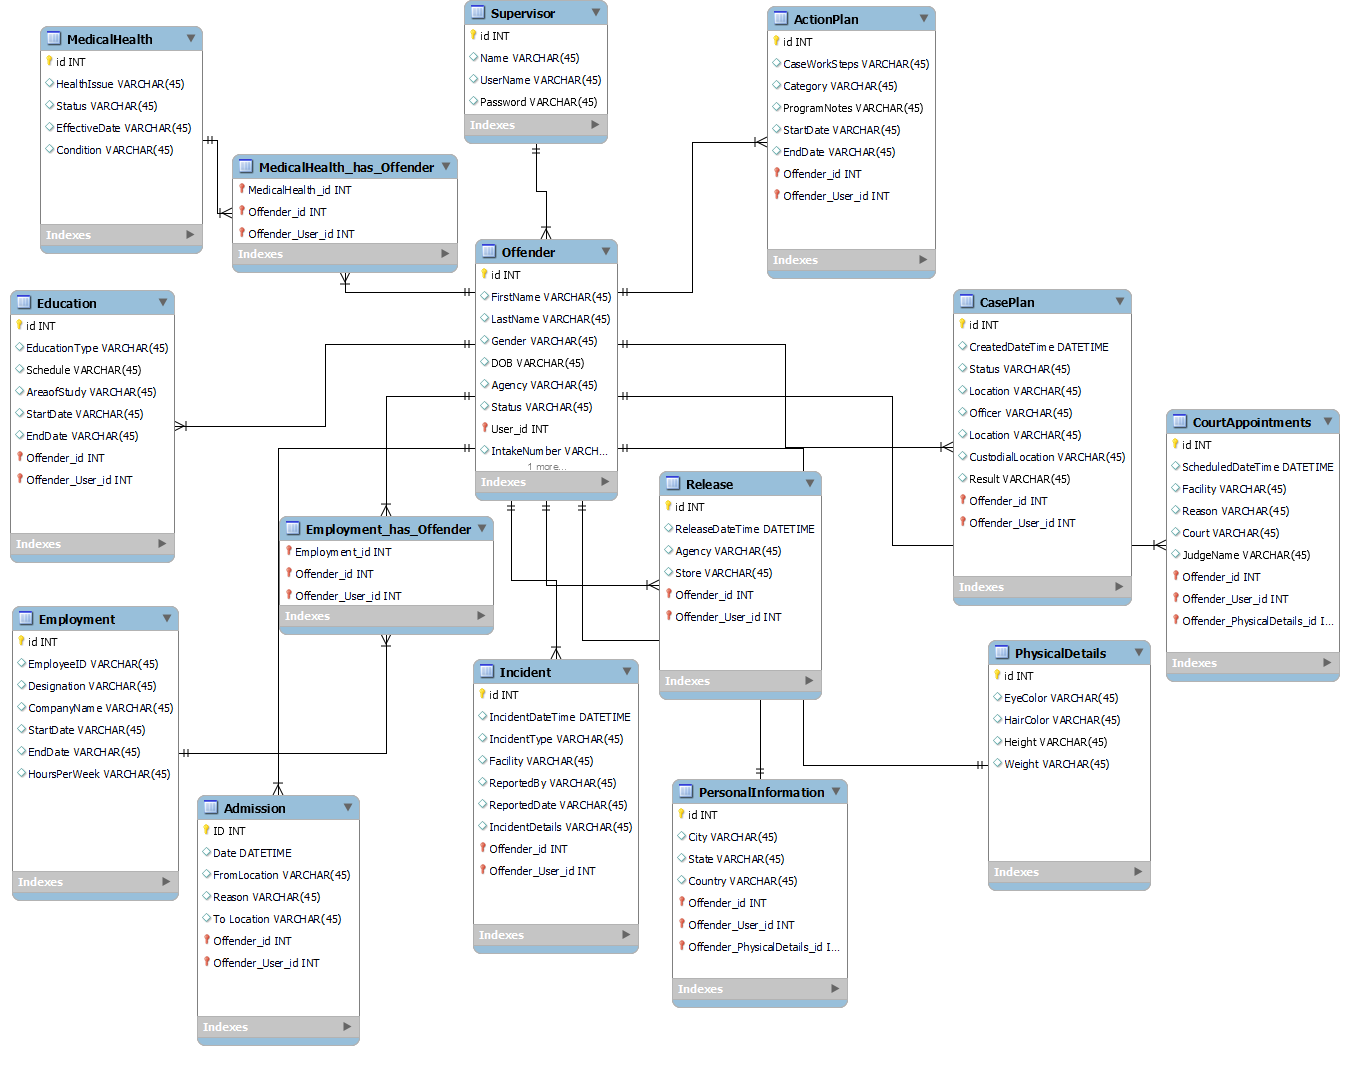 MedicalHealth
id INT
HealthIssue VARCHAR(45)
Status VARCHAR(45)
EffectiveDate VARCHAR(45)
Condition VARCHAR(45)
Indexes
Supervisor
id INT
Name VARCHAR(45)
UserName VARCHAR(45)
Password VARCHAR(45)
Indexes
ActionPlan
id INT
CaseWorkSteps VARCHAR(45)
Category VARCHAR(45)
ProgramNotes VARCHAR(45)
StartDate VARCHAR(45)
EndDate VARCHAR(45)
Offender_id INT
Offender_User_id INT
Indexes
MedicalHealth_has_Offender
MedicalHealth_id INT
Offender_id INT
Offender_User_id INT
Indexes
Offender
id INT
FirstName VARCHAR(45)
LastName VARCHAR(45)
Gender VARCHAR(45)
DOB VARCHAR(45)
Agency VARCHAR(45)
Status VARCHAR(45)
User_id INT
IntakeNumber VARCH...
1 more...
Indexes
Education
id INT
EducationType VARCHAR(45)
Schedule VARCHAR(45)
AreaofStudy VARCHAR(45)
StartDate VARCHAR(45)
EndDate VARCHAR(45)
Offender_id INT
Offender_User_id INT
Indexes
CasePlan
id INT
CreatedDateTime DATETIME
Status VARCHAR(45)
Location VARCHAR(45)
Officer VARCHAR(45)
Location VARCHAR(45)
CustodialLocation VARCHAR(45)
Result VARCHAR(45)
Offender_id INT
Offender_User_id INT
Indexes
CourtAppointments
id INT
ScheduledDateTime DATETIME
Facility VARCHAR(45)
Reason VARCHAR(45)
Court VARCHAR(45)
JudgeName VARCHAR(45)
Offender_id INT
Offender_User_id INT
Offender_PhysicalDetails_id I...
Indexes
Release
id INT
ReleaseDateTime DATETIME
Agency VARCHAR(45)
Store VARCHAR(45)
Offender_id INT
Offender_User_id INT
Indexes
Employment_has_Offender
Employment_id INT
Offender_id INT
Offender_User_id INT
Indexes
Employment
id INT
EmployeeID VARCHAR(45)
Designation VARCHAR(45)
CompanyName VARCHAR(45)
StartDate VARCHAR(45)
EndDate VARCHAR(45)
HoursPerWeek VARCHAR(45)
Indexes
Incident
id INT
IncidentDateTime DATETIME
IncidentType VARCHAR(45)
Facility VARCHAR(45)
ReportedBy VARCHAR(45)
ReportedDate VARCHAR(45)
IncidentDetails VARCHAR(45)
Offender_id INT
Offender_User_id INT
Indexes
PhysicalDetails
id INT
EyeColor VARCHAR(45)
HairColor VARCHAR(45)
Height VARCHAR(45)
Weight VARCHAR(45)
Indexes
Admission
ID INT
Date DATETIME
FromLocation VARCHAR(45)
Reason VARCHAR(45)
To Location VARCHAR(45)
Offender_id INT
Offender_User_id INT
Indexes
PersonalInformation
id INT
City VARCHAR(45)
State VARCHAR(45)
Country VARCHAR(45)
Offender_id INT
Offender_User_id INT
Offender_PhysicalDetails_id I...
Indexes